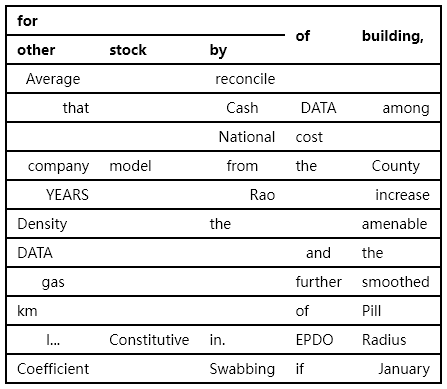 for of building,
other stock by
Average reconcile
that Cash DATA among
National cost
company model from the County
YEARS Rao increase
Density the amenable
DATA and the
gas further smoothed
km of Pill
I... Constitutive in. EPDO Radius
Coefficient Swabbing if January